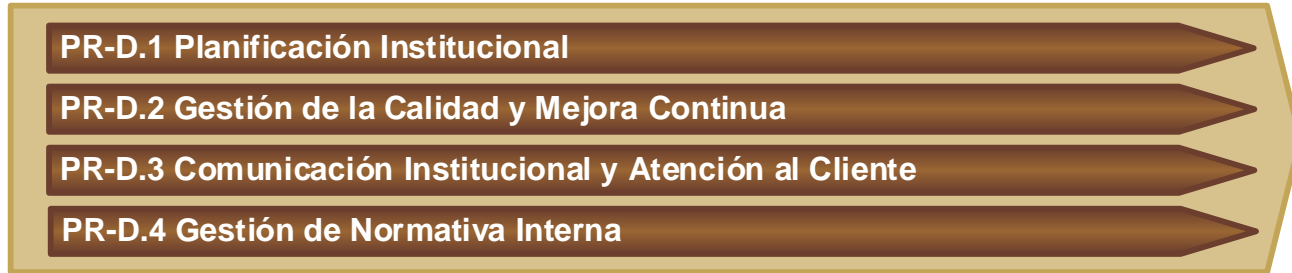 PR-D.1 Planificación Institucional
PR-D.2 Gestión de la Calidad y Mejora Continua
PR-D.3 Comunicación Institucional y Atención al Cliente
PR-D.4 Gestión de Normativa Interna